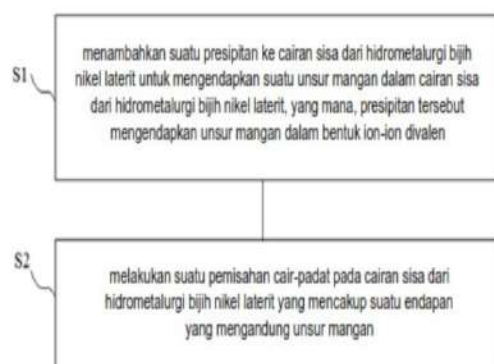 S1
menambahkan suatu presipitan ke cairan sisa dari hidrometalurgi bijih
nikel laterit untuk mengendapkan suatu unsur mangan dalam cairan sisa
dari hidrometalurgi bijih nikel laterit, yang mana, presipitan tersebut
mengendapkan unsur mangan dalam bentuk ion-ion divalen
S2
melakukan suatu pemisahan cair-padat pada cairan sisa dari
hidrometalurgi bijih nikel laterit yang mencakup suatu endapan
yang mengandung unsur mangan